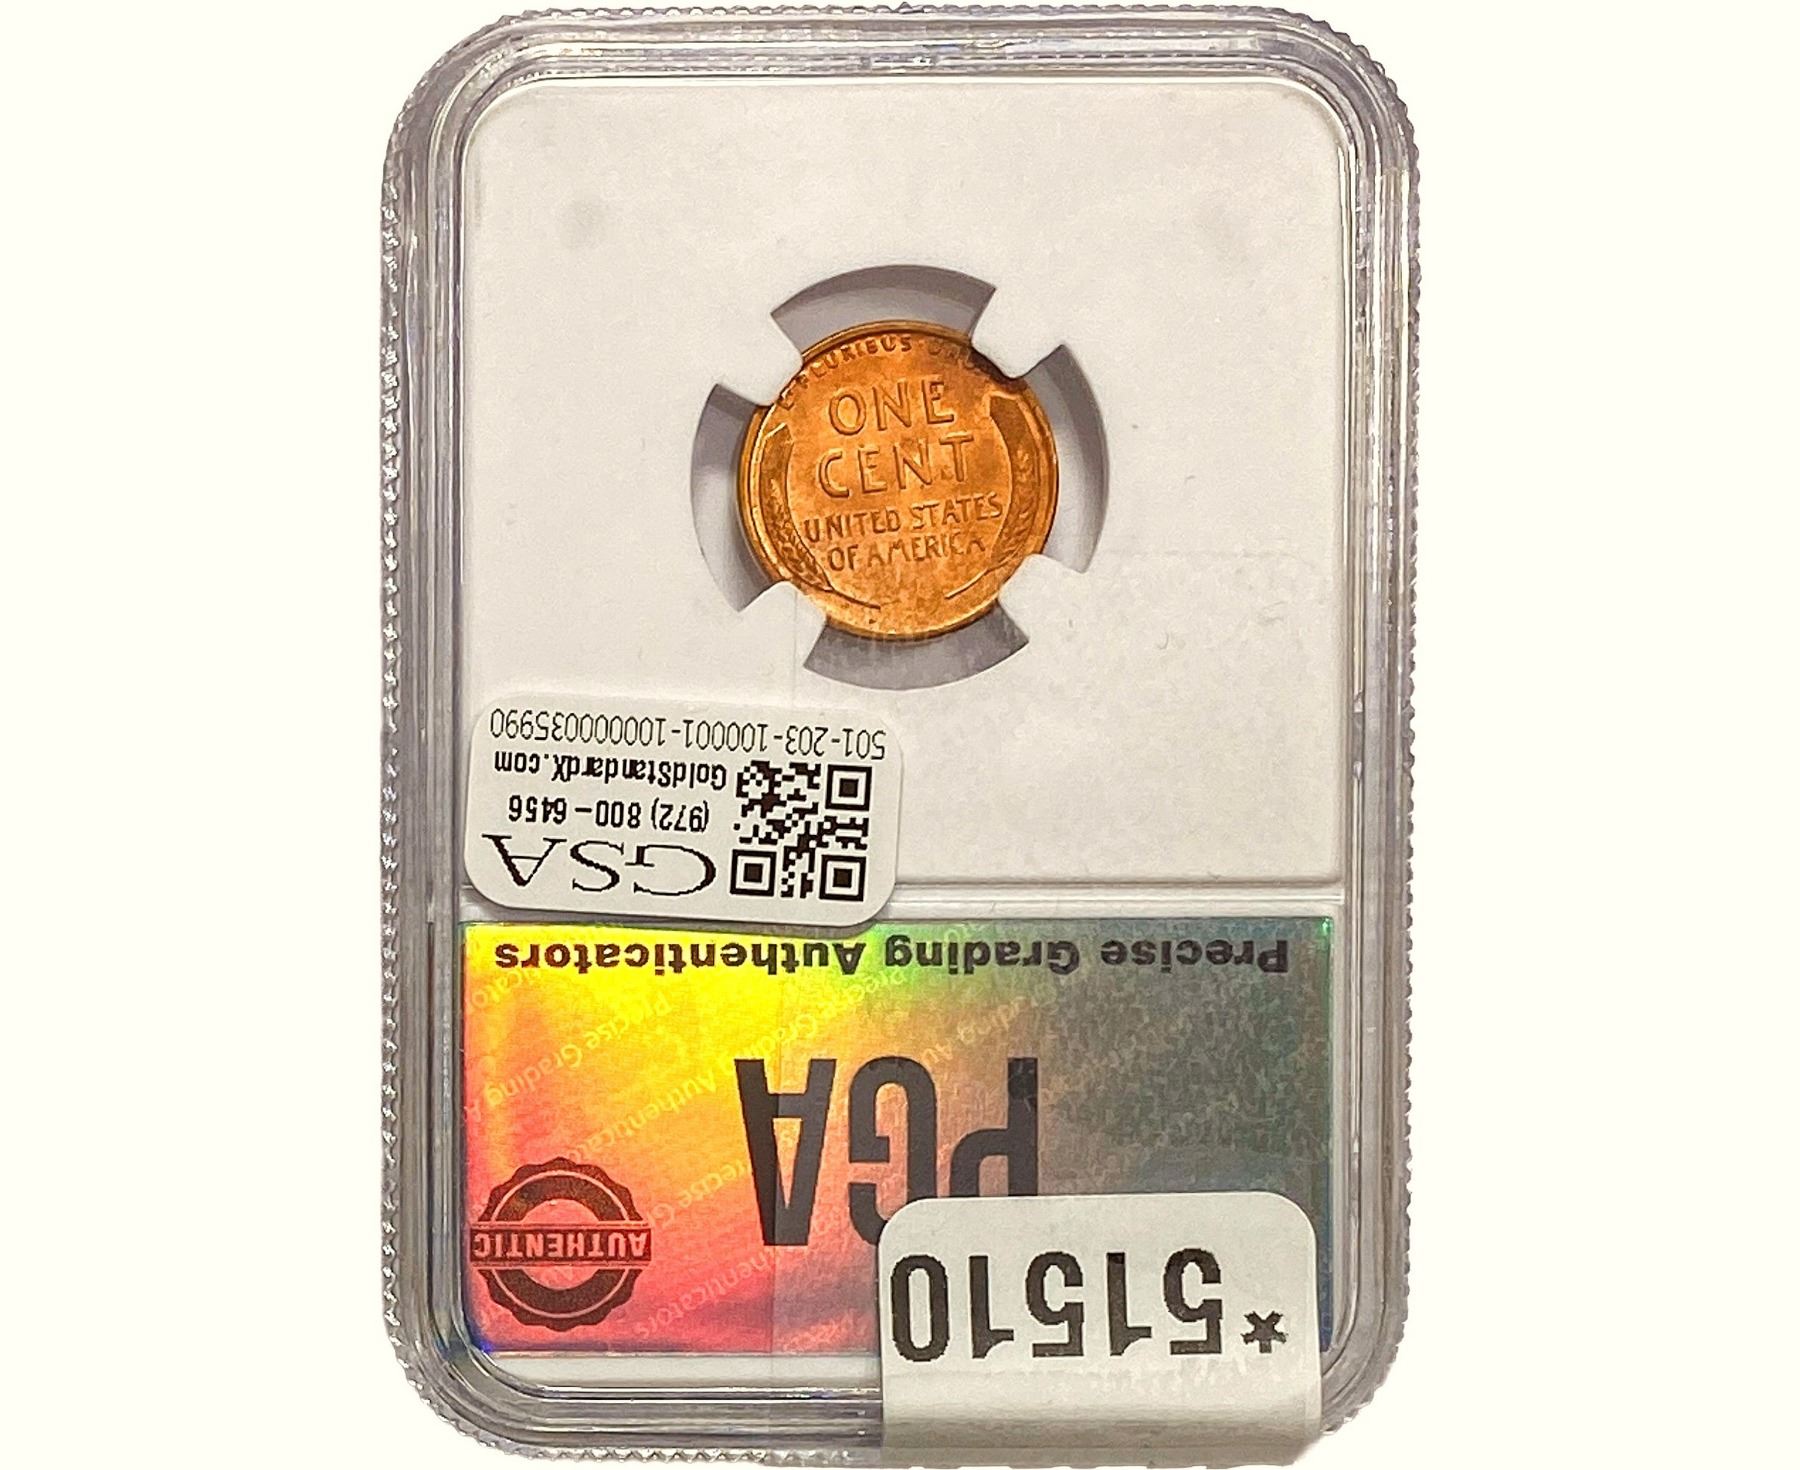 E·PLURIBUS·UNUM
ONE
CENT
UNITED STATES
OF AMERICA
GSA
(972) 800-6456
GoldStandardX.com
501-203-100001-100000035990
*51510
PGA
AUTHENTIC
Precise Grading Authenticators